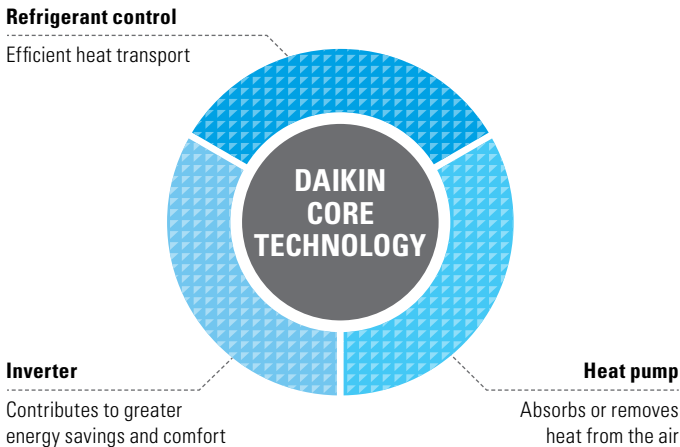 Refrigerant control
Efficient heat transport
DAIKIN
CORE
TECHNOLOGY
Inverter
Contributes to greater
energy savings and comfort
Heat pump
Absorbs or removes
heat from the air